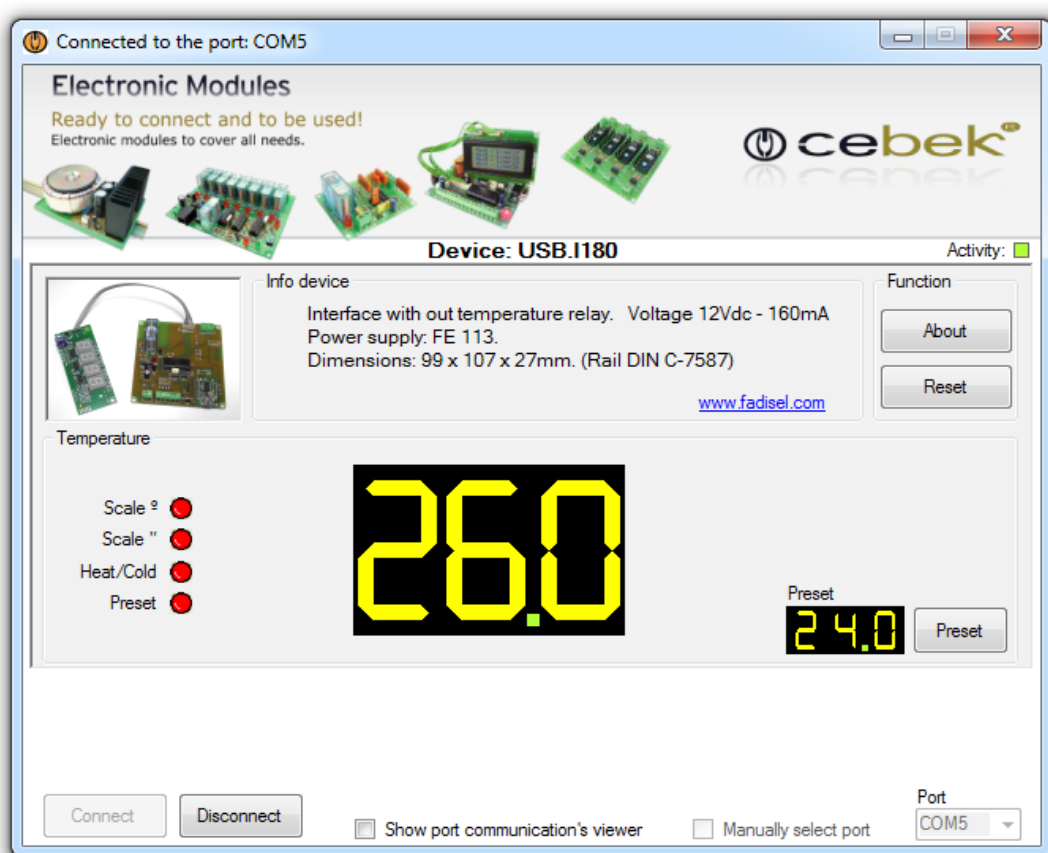 Connected to the port: COM5
Electronic Modules
Ready to connect and to be used!
Electronic modules to cover all needs.
cebek
Device: USB.I180
Activity:
Info device
Interface with out temperature relay. Voltage 12Vdc - 160mA
Power supply: FE 113.
Dimensions: 99 x 107 x 27mm. (Rail DIN C-7587)
www.fadisel.com
Function
About
Reset
Temperature
Scale º
Scale "
Heat/Cold
Preset
26.0
Preset
24.0
Preset
Connect
Disconnect
Show port communication's viewer
Manually select port
Port
COM5